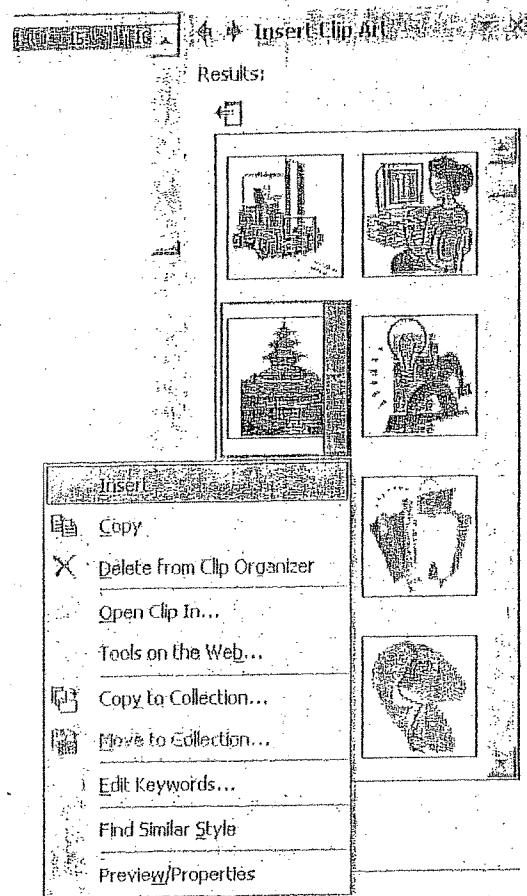 Insert Clip Art
Results:
Insert
Copy
Delete from Clip Organizer
Open Clip In...
Tools on the Web...
Copy to Collection...
Move to Collection...
Edit Keywords...
Find Similar Style
Preview/Properties